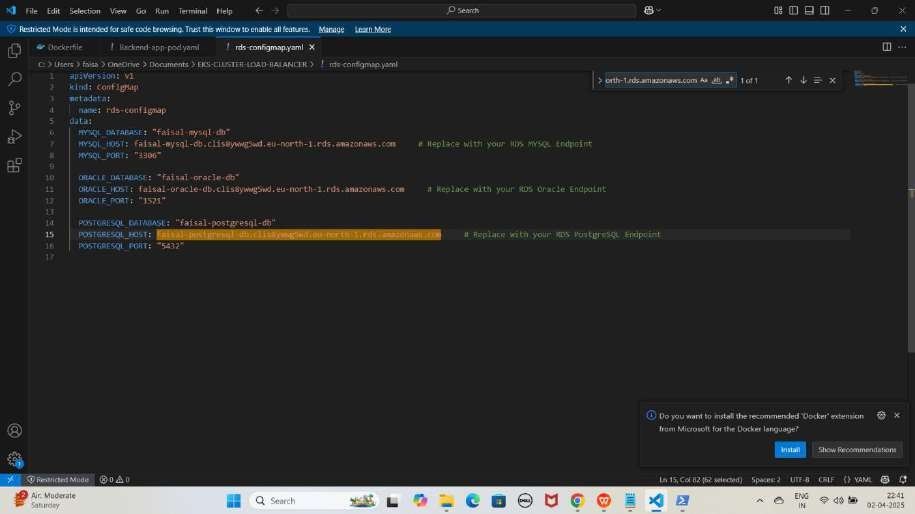 File Edit Selection View Go Run Terminal Help
Search
Restricted Mode is intended for safe code browsing. Trust this window to enable all features. Manage Learn More
Dockerfile
Backend-app-pod.yaml
rds-configmap.yaml
C: > Users > faisa > OneDrive > Documents > EKS-CLUSTER-LOAD-BALANCER > ! rds-configmap.yaml
orth-1.rds.amazonaws.com Aa ab 1 of 1
1 apiVersion: v1
2 kind: ConfigMap
3 metadata:
4 name: rds-configmap
5 data:
6 MYSQL_DATABASE: "faisal-mysql-db"
7 MYSQL_HOST: faisal-mysql-db.clis8ywwg5wd.eu-north-1.rds.amazonaws.com # Replace with your RDS MYSQL Endpoint
8 MYSQL_PORT: "3306"
9
10 ORACLE_DATABASE: "faisal-oracle-db"
11 ORACLE_HOST: faisal-oracle-db.clis8ywwg5wd.eu-north-1.rds.amazonaws.com # Replace with your RDS Oracle Endpoint
12 ORACLE_PORT: "1521"
13
14 POSTGRESQL_DATABASE: "faisal-postgresql-db"
15 POSTGRESQL_HOST: faisal-postgresql-db.clis8ywwg5wd.eu-north-1.rds.amazonaws.com # Replace with your RDS PostgreSQL Endpoint
16 POSTGRESQL_PORT: "5432"
17
Do you want to install the recommended 'Docker' extension
from Microsoft for the Docker language?
Install Show Recommendations
1
Restricted Mode 0 0 Ln 15, Col 82 (62 selected) Spaces: 2 UTF-8 CRLF {} YAML
2 Air: Moderate
Saturday
Search
DELL
ENG
IN
22:41
02-04-2025